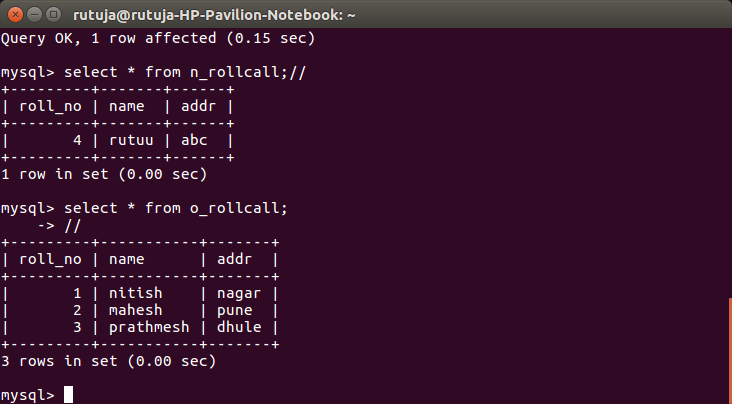 rutuja@rutuja-HP-Pavilion-Notebook: ~
Query OK, 1 row affected (0.15 sec)
mysql> select * from n_rollcall;//
+---------+-------+------+
| roll_no | name  | addr |
+---------+-------+------+
|       4 | rutuu | abc  |
+---------+-------+------+
1 row in set (0.00 sec)
mysql> select * from o_rollcall;
    -> //
+---------+-----------+-------+
| roll_no | name      | addr  |
+---------+-----------+-------+
|       1 | nitish    | nagar |
|       2 | mahesh    | pune  |
|       3 | prathmesh | dhule |
+---------+-----------+-------+
3 rows in set (0.00 sec)
mysql>